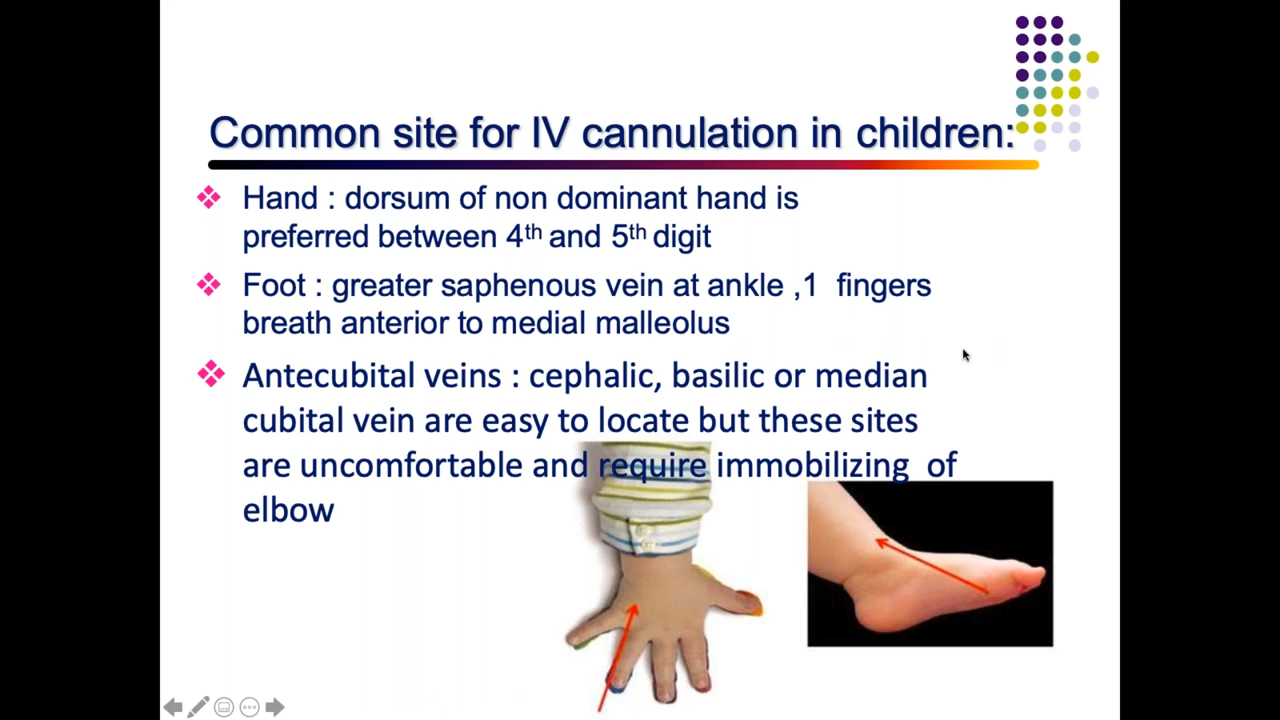 Common site for IV cannulation in children:
Hand : dorsum of non dominant hand is
preferred between 4th and 5th digit
Foot : greater saphenous vein at ankle ,1 fingers
breath anterior to medial malleolus
Antecubital veins : cephalic, basilic or median
cubital vein are easy to locate but these sites
are uncomfortable and require immobilizing of
elbow